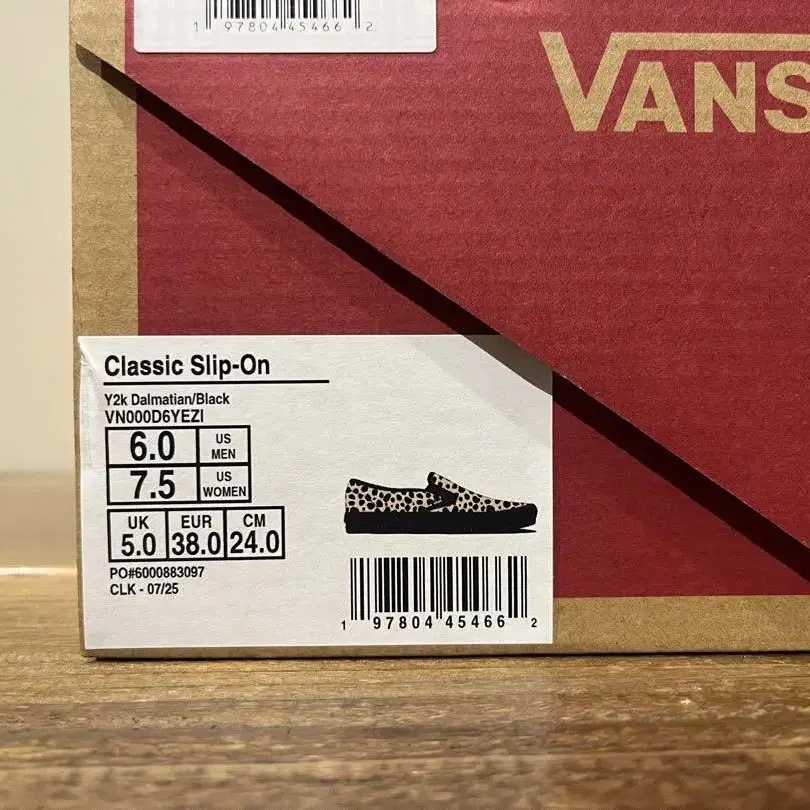 1 97804 45466 2
VANS
Classic Slip-On
Y2k Dalmatian/Black
VN000D6YEZI
6.0 US MEN
7.5 US WOMEN
UK EUR CM
5.0 38.0 24.0
PO#6000883097
CLK - 07/25
1 97804 45466 2